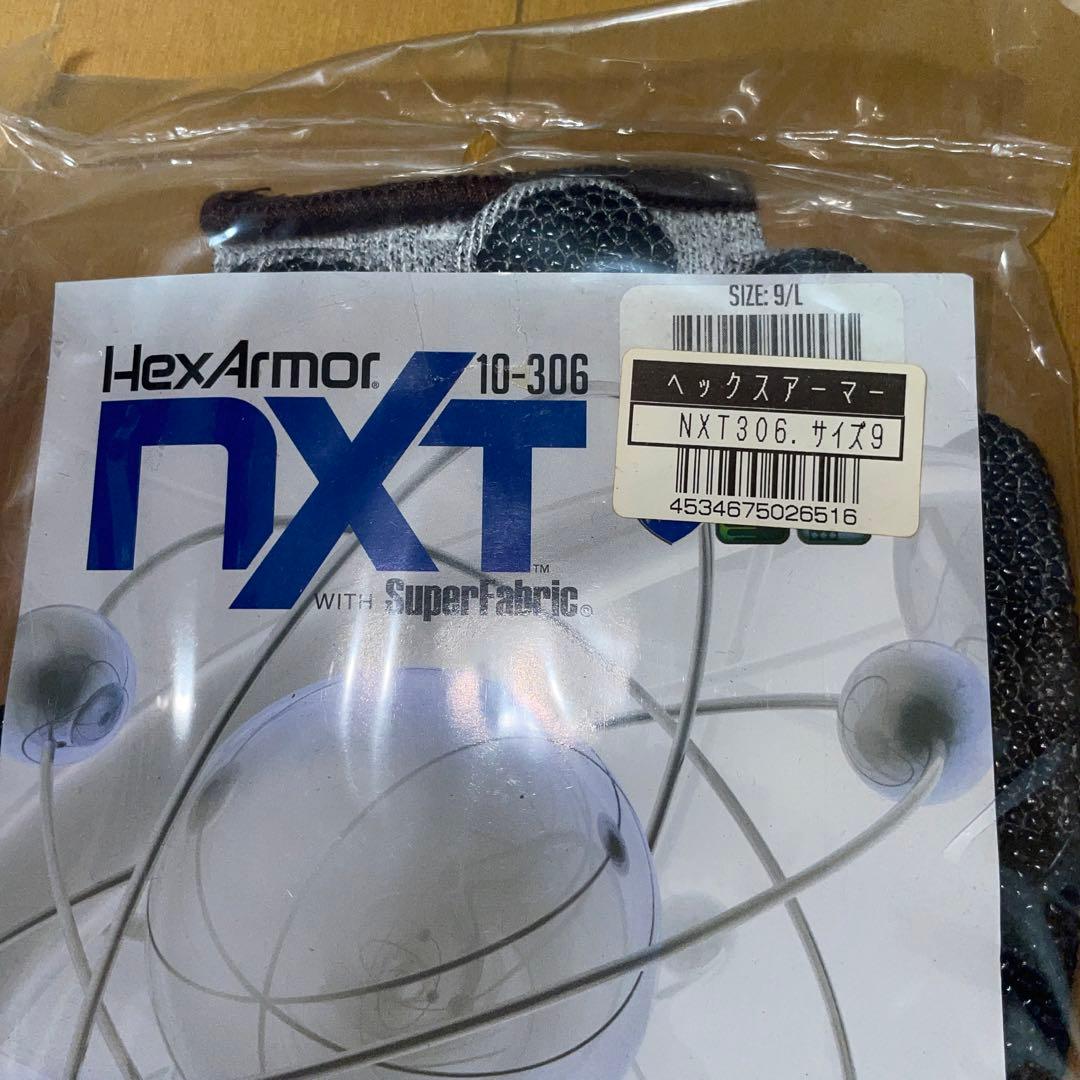 SIZE: 9/L
HexArmor®
10-306
nXT™
WITH SuperFabric®
ヘックスアーマー
NXT306.サイズ9
4534675026516